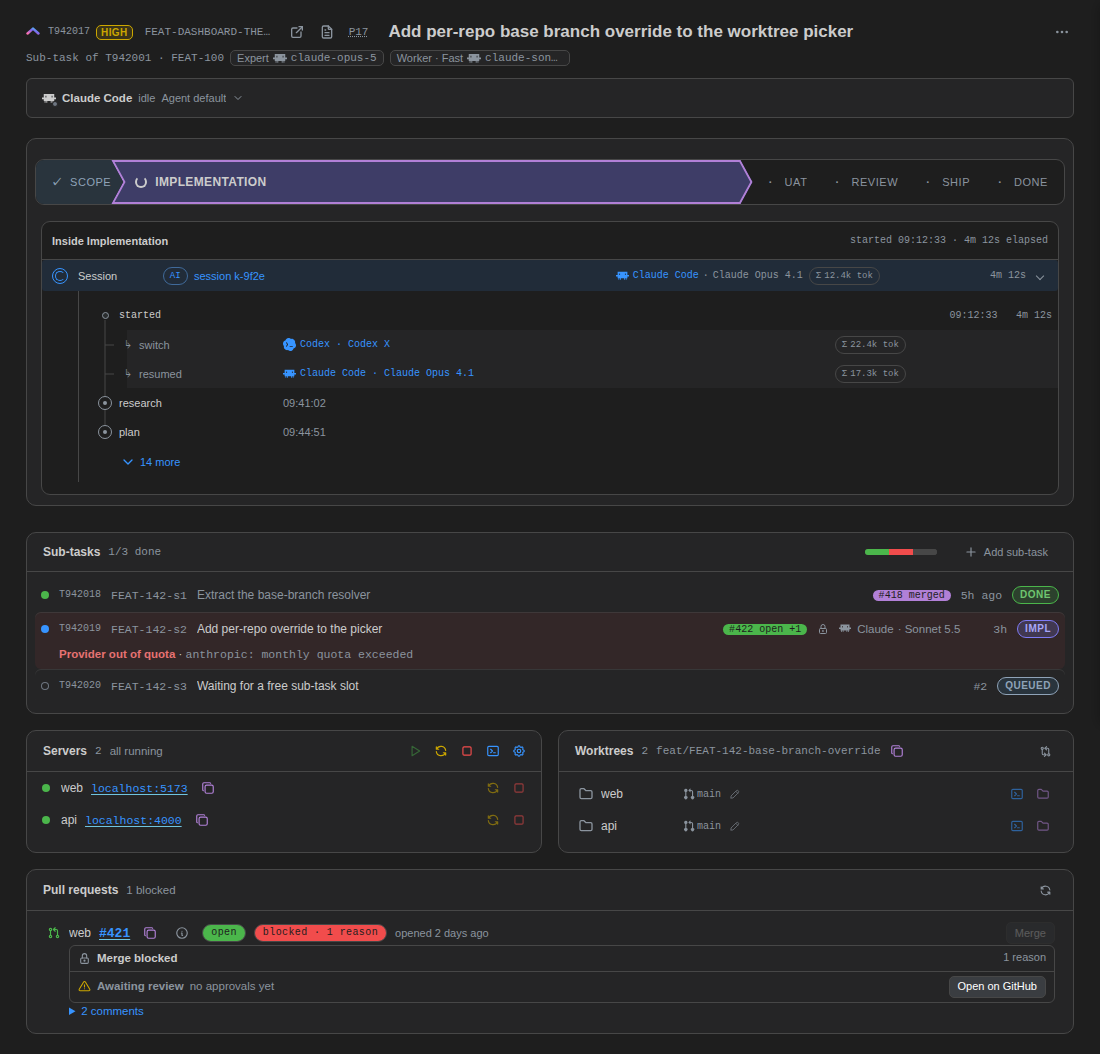 T942017 HIGH FEAT-DASHBOARD-THE… P17 Add per-repo base branch override to the worktree picker
Sub-task of T942001 · FEAT-100 Expert claude-opus-5 Worker · Fast claude-son…
Claude Code idle Agent default
SCOPE IMPLEMENTATION · UAT · REVIEW · SHIP · DONE
Inside Implementation started 09:12:33 · 4m 12s elapsed
Session AI session k-9f2e Claude Code · Claude Opus 4.1 Σ 12.4k tok 4m 12s
started 09:12:33 4m 12s
↳ switch Codex · Codex X Σ 22.4k tok
↳ resumed Claude Code · Claude Opus 4.1 Σ 17.3k tok
research 09:41:02
plan 09:44:51
14 more
Sub-tasks 1/3 done Add sub-task
T942018 FEAT-142-s1 Extract the base-branch resolver #418 merged 5h ago DONE
T942019 FEAT-142-s2 Add per-repo override to the picker #422 open +1 Claude · Sonnet 5.5 3h IMPL
Provider out of quota · anthropic: monthly quota exceeded
T942020 FEAT-142-s3 Waiting for a free sub-task slot #2 QUEUED
Servers 2 all running
web localhost:5173
api localhost:4000
Worktrees 2 feat/FEAT-142-base-branch-override
web main
api main
Pull requests 1 blocked
web #421 open blocked · 1 reason opened 2 days ago Merge
Merge blocked 1 reason
Awaiting review no approvals yet Open on GitHub
2 comments